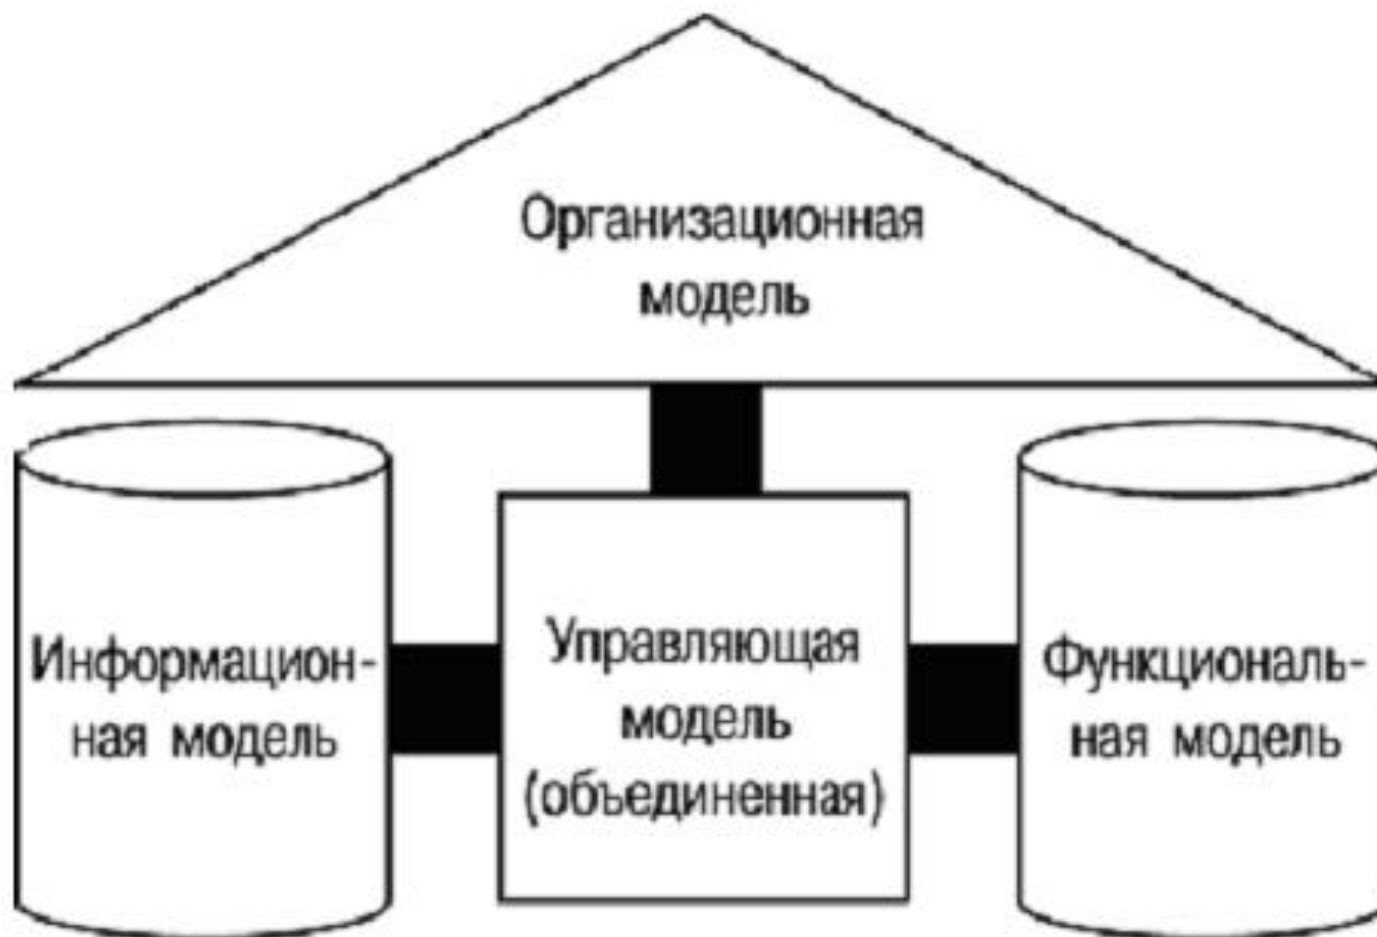 Организационная
модель
Информацион-
ная модель
Управляющая
модель
(объединенная)
Функциональ-
ная модель